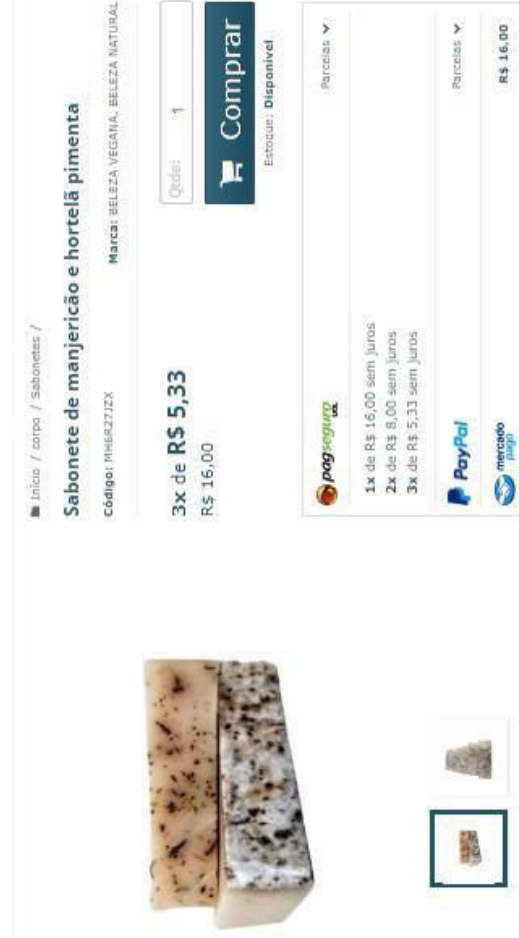 Início / corpo / Sabonetes /
Sabonete de manjericão e hortelã pimenta
Código: MH6R27JZX
Marca: BELEZA VEGANA, BELEZA NATURAL
3x de R$ 5,33
R$ 16,00
Qtde:
1
Comprar
Estoque: Disponível
pagseguro
UOL
Parcelas
1x de R$ 16,00 sem juros
2x de R$ 8,00 sem juros
3x de R$ 5,33 sem juros
PayPal
Parcelas
mercado
pago
R$ 16,00